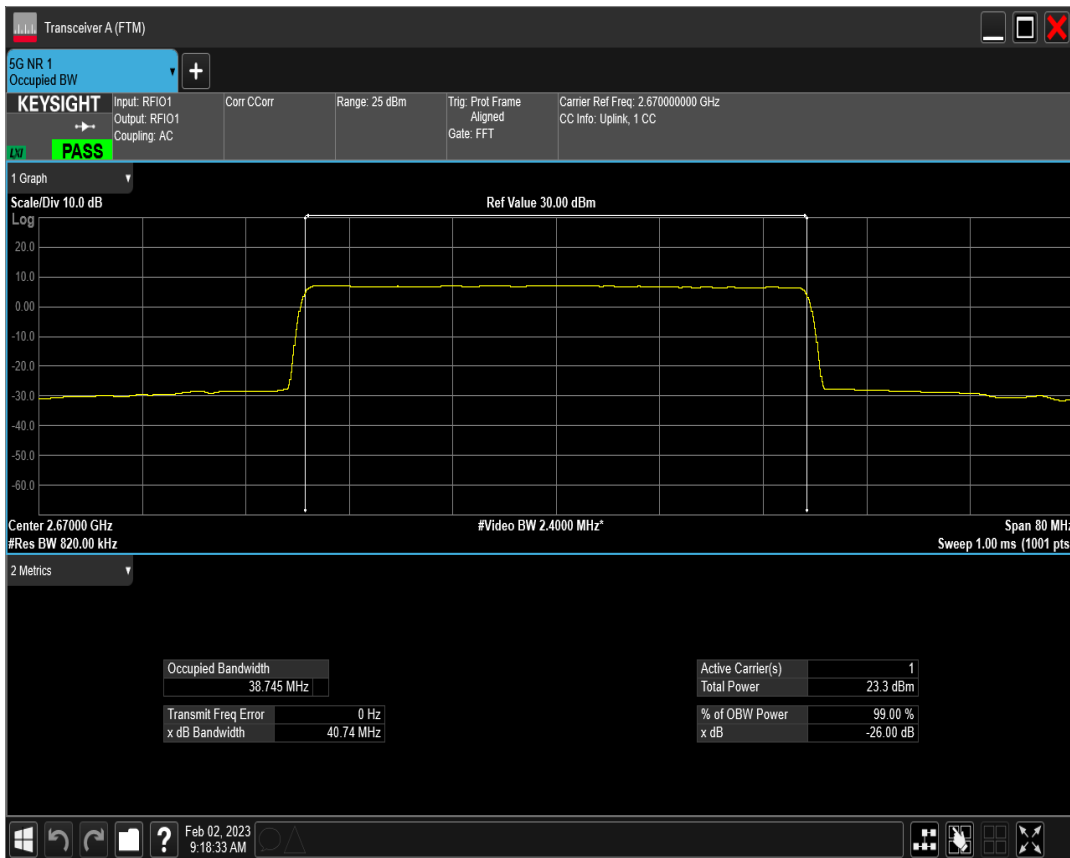 Transceiver A (FTM)
5G NR 1
Occupied BW
+
KEYSIGHT
LXI
PASS
Input: RFIO1
Output: RFIO1
Coupling: AC
Corr CCorr
Range: 25 dBm
Trig: Prot Frame
Aligned
Gate: FFT
Carrier Ref Freq: 2.670000000 GHz
CC Info: Uplink, 1 CC
1 Graph
Scale/Div 10.0 dB
Ref Value 30.00 dBm
Log
20.0
10.0
0.00
-10.0
-20.0
-30.0
-40.0
-50.0
-60.0
Center 2.67000 GHz
#Video BW 2.4000 MHz*
Span 80 MHz
#Res BW 820.00 kHz
Sweep 1.00 ms (1001 pts
2 Metrics
Occupied Bandwidth
38.745 MHz
Transmit Freq Error 0 Hz
x dB Bandwidth 40.74 MHz
Active Carrier(s) 1
Total Power 23.3 dBm
% of OBW Power 99.00 %
x dB -26.00 dB
?
Feb 02, 2023
9:18:33 AM